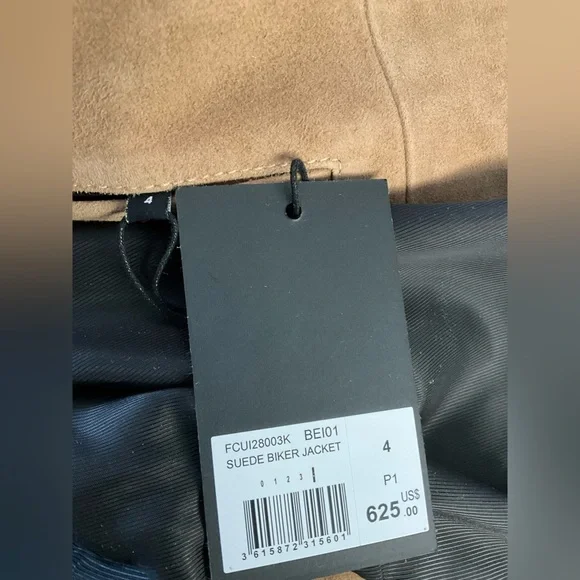 4
FCUI28003K BEI01
SUEDE BIKER JACKET
4
0 1 2 3
P1
625.00 US$
3 615872 315601